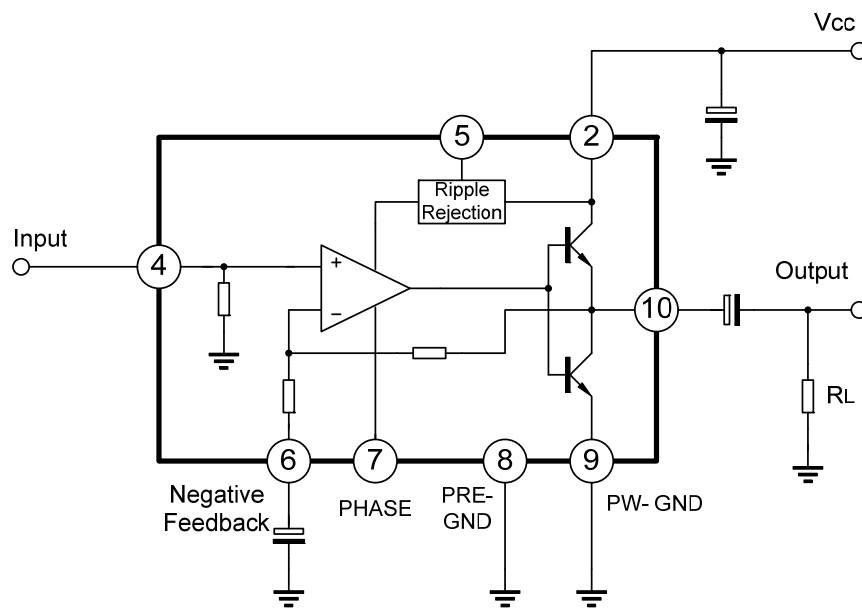 Vcc
5
2
Ripple
Rejection
Input
4
+
−
Output
10
RL
6
7
8
9
Negative
Feedback
PHASE
PRE-
GND
PW- GND